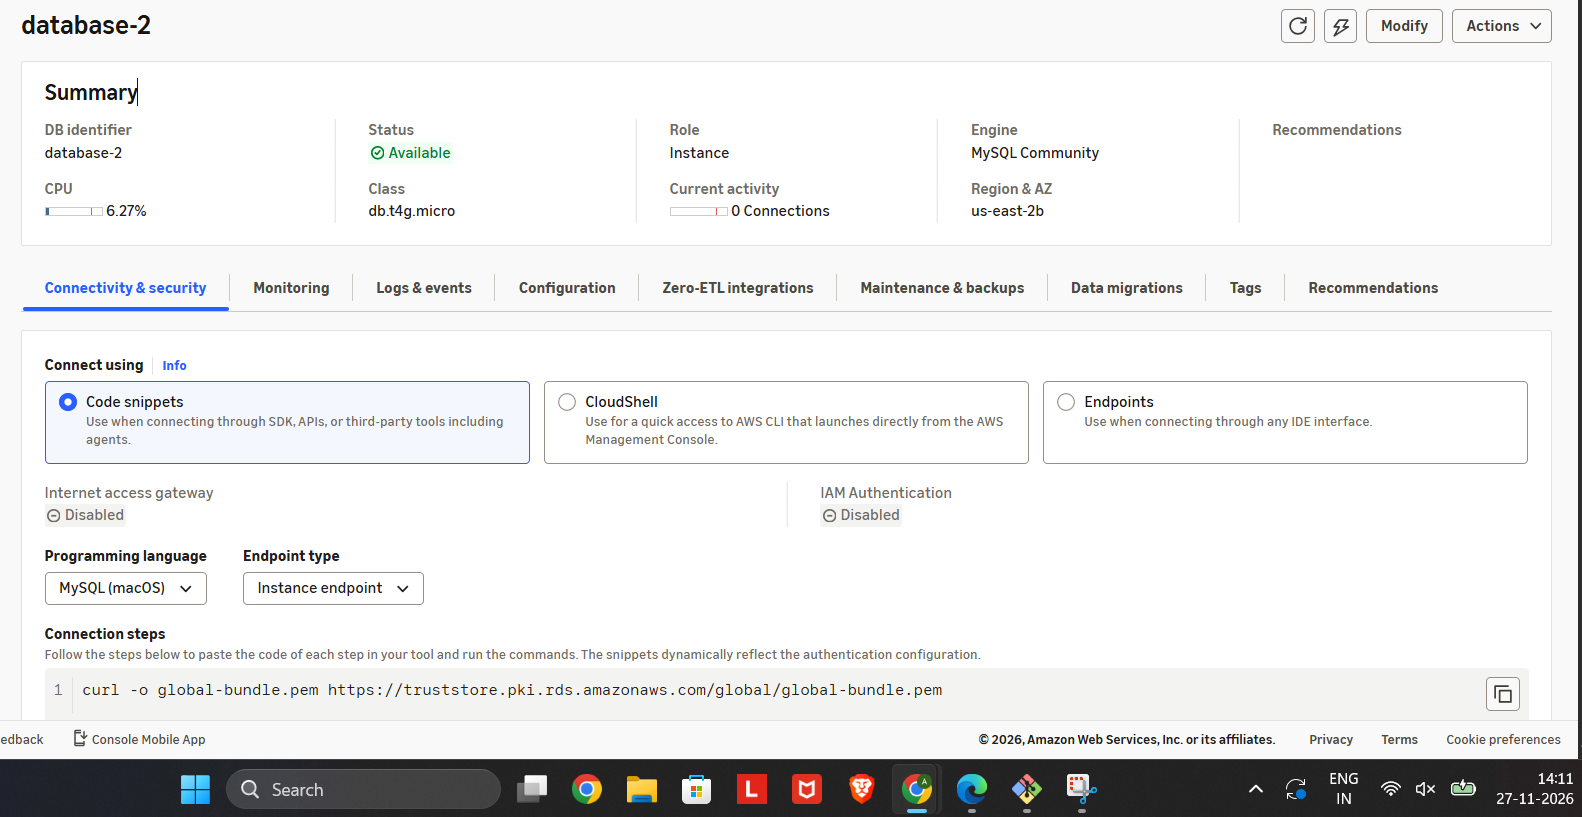 database-2
Modify
Actions
Summary
DB identifier
database-2
Status
Available
Role
Instance
Engine
MySQL Community
Recommendations
CPU
6.27%
Class
db.t4g.micro
Current activity
0 Connections
Region & AZ
us-east-2b
Connectivity & security
Monitoring
Logs & events
Configuration
Zero-ETL integrations
Maintenance & backups
Data migrations
Tags
Recommendations
Connect using
Info
Code snippets
Use when connecting through SDK, APIs, or third-party tools including
agents.
CloudShell
Use for a quick access to AWS CLI that launches directly from the AWS
Management Console.
Endpoints
Use when connecting through any IDE interface.
Internet access gateway
Disabled
IAM Authentication
Disabled
Programming language
MySQL (macOS)
Endpoint type
Instance endpoint
Connection steps
Follow the steps below to paste the code of each step in your tool and run the commands. The snippets dynamically reflect the authentication configuration.
1 curl -o global-bundle.pem https://truststore.pki.rds.amazonaws.com/global/global-bundle.pem
edback
Console Mobile App
© 2026, Amazon Web Services, Inc. or its affiliates.
Privacy
Terms
Cookie preferences
Search
L
A
ENG
IN
14:11
27-11-2026